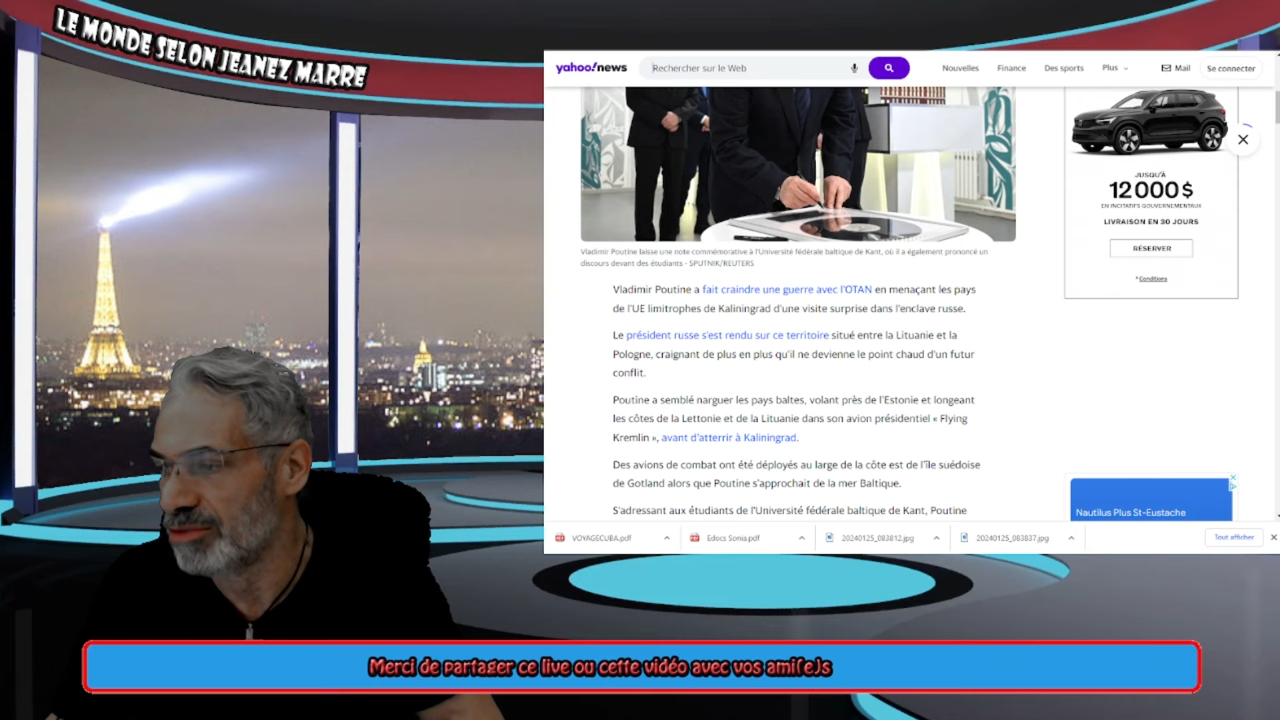 LE MONDE SELON JEANEZ MARRE
yahoo!news
Rechercher sur le Web
Nouvelles
Finance
Des sports
Plus
Mail
Se connecter
JUSQU'À
12 000 $
EN INCITATIFS GOUVERNEMENTAUX
LIVRAISON EN 30 JOURS
RÉSERVER
* Conditions
Vladimir Poutine laisse une note commémorative à l'Université fédérale baltique de Kant, où il a également prononcé un
discours devant des étudiants - SPUTNIK/REUTERS
Vladimir Poutine a fait craindre une guerre avec l'OTAN en menaçant les pays
de l'UE limitrophes de Kaliningrad d'une visite surprise dans l'enclave russe.
Le président russe s'est rendu sur ce territoire situé entre la Lituanie et la
Pologne, craignant de plus en plus qu'il ne devienne le point chaud d'un futur
conflit.
Poutine a semblé narguer les pays baltes, volant près de l'Estonie et longeant
les côtes de la Lettonie et de la Lituanie dans son avion présidentiel « Flying
Kremlin », avant d'atterrir à Kaliningrad.
Des avions de combat ont été déployés au large de la côte est de l'île suédoise
de Gotland alors que Poutine s'approchait de la mer Baltique.
S'adressant aux étudiants de l'Université fédérale baltique de Kant, Poutine
Nautilus Plus St-Eustache
VOYAGECUBA.pdf
Edocs Sonia.pdf
20240125_083812.jpg
20240125_083837.jpg
Tout afficher
Merci de partager ce live ou cette vidéo avec vos ami(e)s